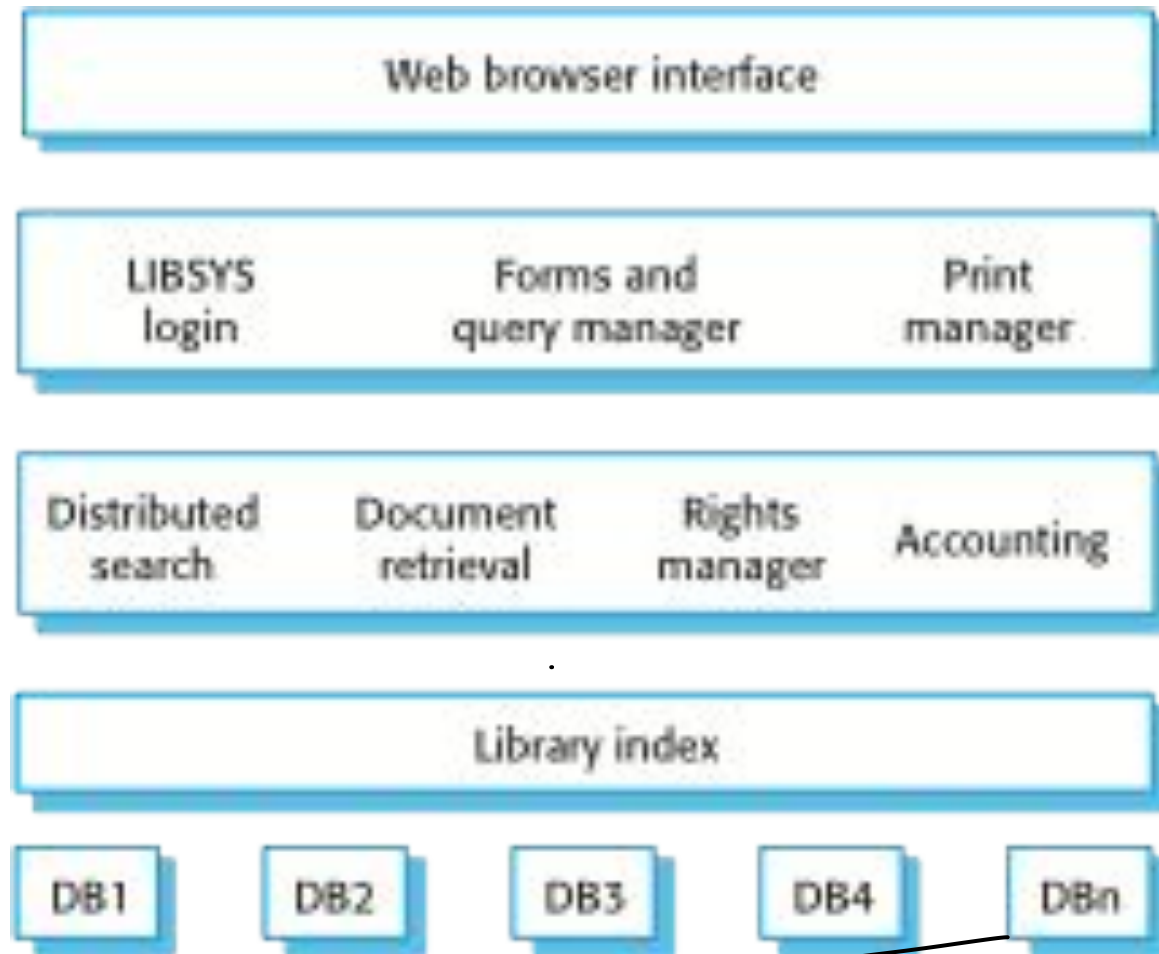 Web browser interface
LIBSYS
login
Forms and
query manager
Print
manager
Distributed
search
Document
retrieval
Rights
manager
Accounting
Library index
DB1
DB2
DB3
DB4
DBn